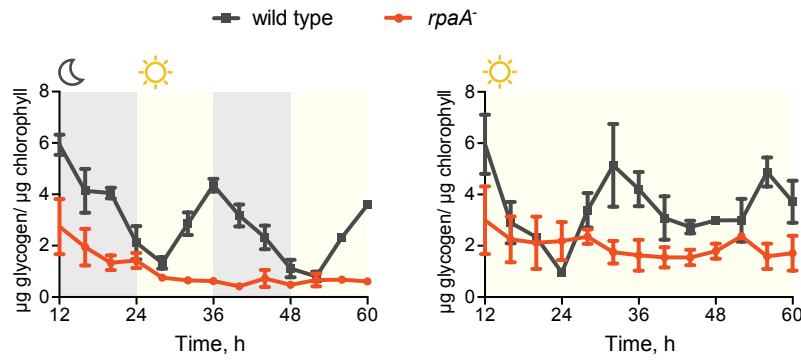 wild type rpaA⁻
8
6
4
2
0
µg glycogen/ µg chlorophyll
12 24 36 48 60
Time, h
8
6
4
2
0
µg glycogen/ µg chlorophyll
12 24 36 48 60
Time, h